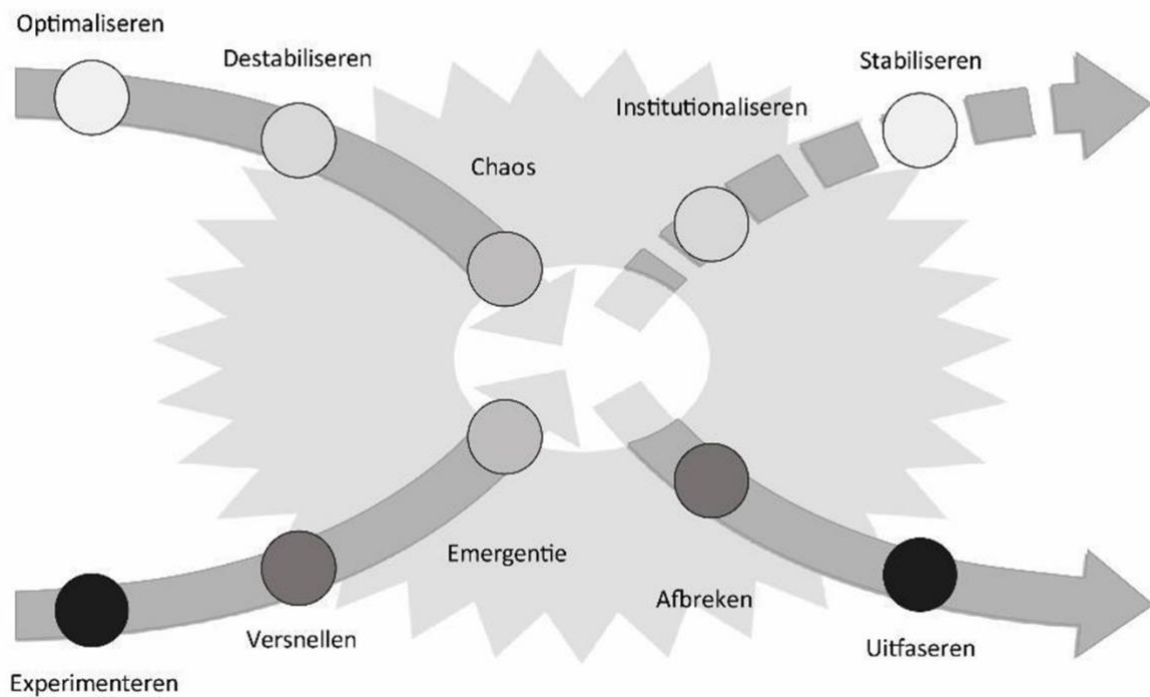 Optimaliseren
Destabiliseren
Chaos
Institutionaliseren
Stabiliseren
Experimenteren
Versnellen
Emergentie
Afbreken
Uitfaseren